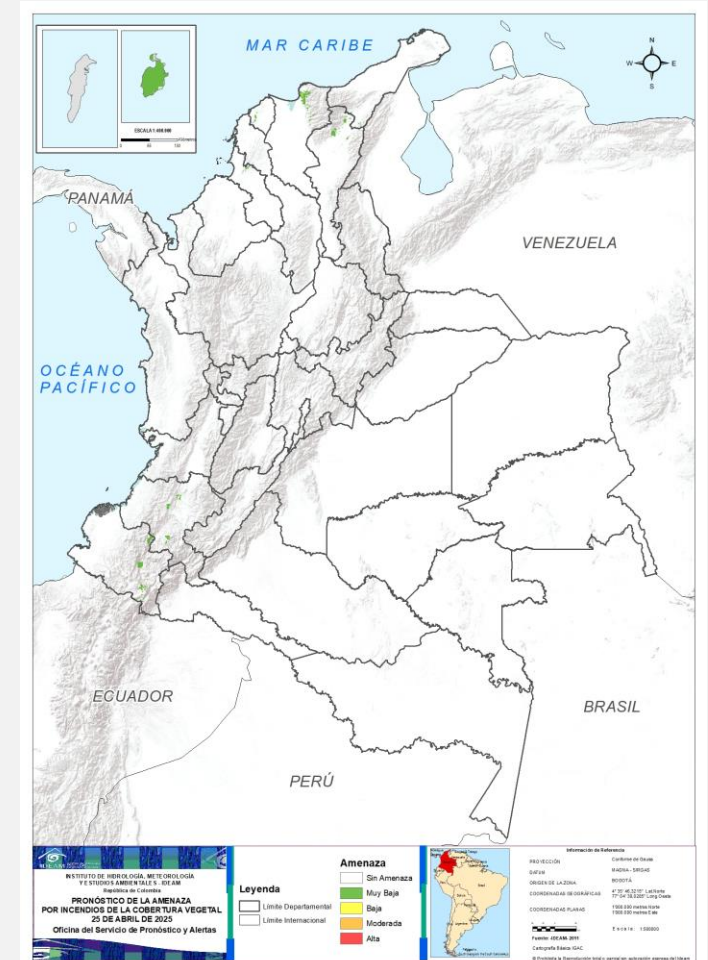 MAR CARIBE
N
W
E
S
ESCALA 1:400.000
PANAMÁ
VENEZUELA
OCÉANO
PACÍFICO
ECUADOR
BRASIL
PERÚ
IDEAM
INSTITUTO DE HIDROLOGÍA, METEOROLOGÍA
Y ESTUDIOS AMBIENTALES - IDEAM
República de Colombia
PRONÓSTICO DE LA AMENAZA
POR INCENDIOS DE LA COBERTURA VEGETAL
25 DE ABRIL DE 2025
Oficina del Servicio de Pronóstico y Alertas
Leyenda
Límite Departamental
Límite Internacional
Amenaza
Sin Amenaza
Muy Baja
Baja
Moderada
Alta
Información de Referencia
PROYECCIÓN
Conforme de Gauss
DATUM
MAGNA - SIRGAS
ORIGEN DE LA ZONA
BOGOTÁ
COORDENADAS GEOGRÁFICAS
COORDENADAS PLANAS
1'000.000 metros Norte
1'000.000 metros Este
Fuente: IDEAM. 2015
Cartografía Básica: IGAC